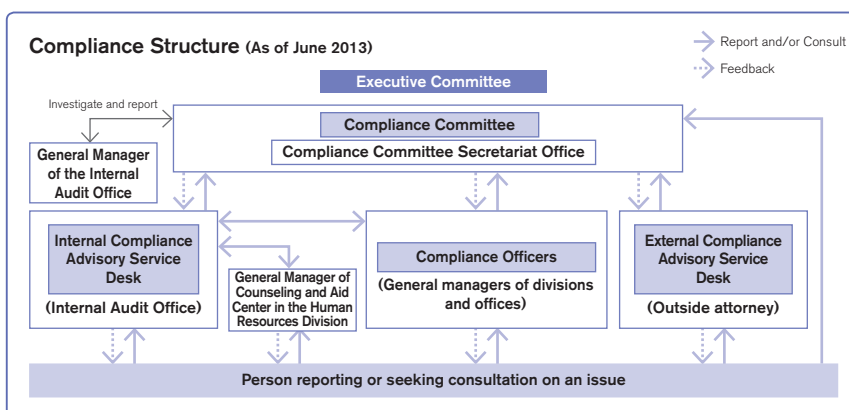 Compliance Structure (As of June 2013)
Report and/or Consult
Feedback
Executive Committee
Investigate and report
Compliance Committee
Compliance Committee Secretariat Office
General Manager
of the Internal
Audit Office
Internal Compliance
Advisory Service
Desk
(Internal Audit Office)
General Manager of
Counseling and Aid
Center in the Human
Resources Division
Compliance Officers
(General managers of divisions
and offices)
External Compliance
Advisory Service
Desk
(Outside attorney)
Person reporting or seeking consultation on an issue